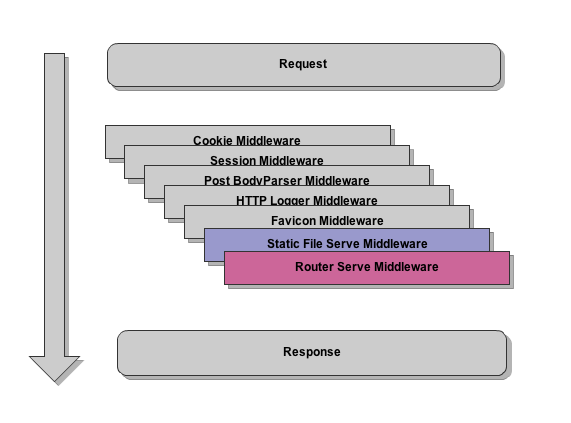 Request
Cookie Middleware
Session Middleware
Post BodyParser Middleware
HTTP Logger Middleware
Favicon Middleware
Static File Serve Middleware
Router Serve Middleware
Response